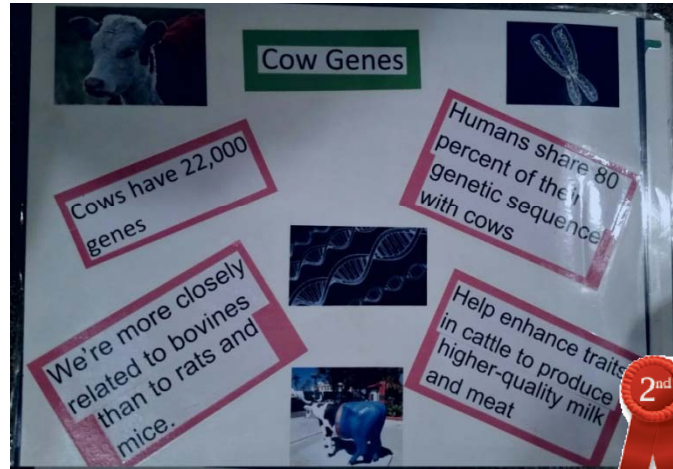 Cow Genes
Cows have 22,000
genes
Humans share 80
percent of their
genetic sequence
with cows
We're more closely
related to bovines
than to rats and
mice.
Help enhance traits
in cattle to produce
higher-quality milk
and meat
2nd